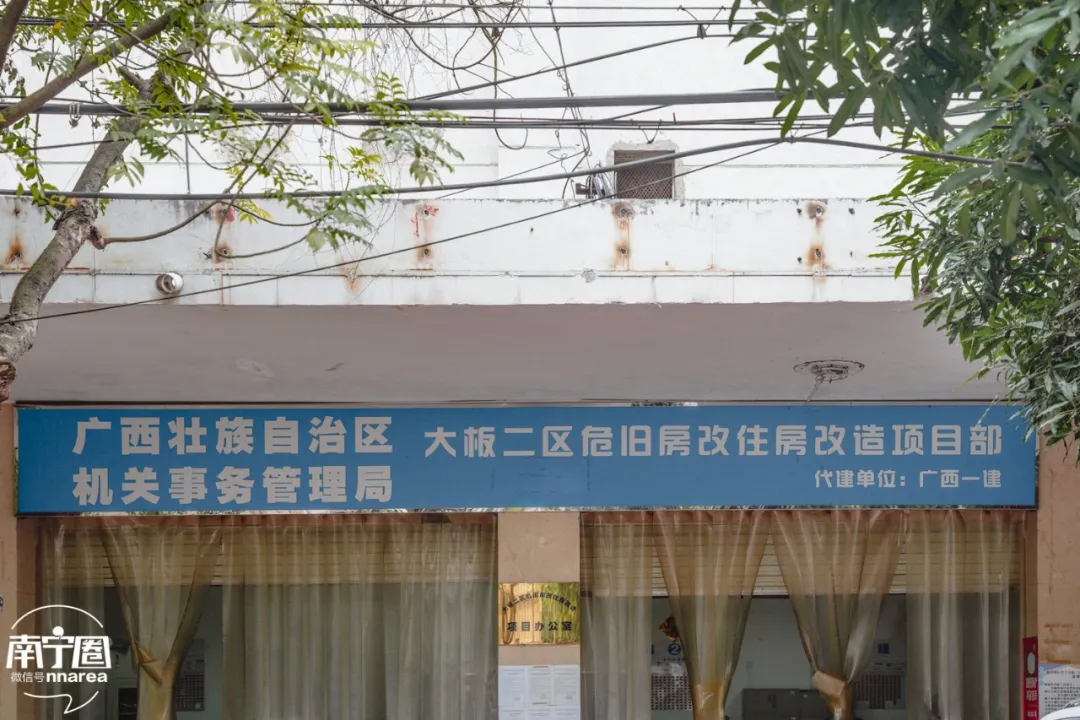 广西壮族自治区
机关事务管理局
大板二区危旧房改住房改造项目部
代建单位：广西一建
项目办公室
2
南宁圈
微信号nnarea